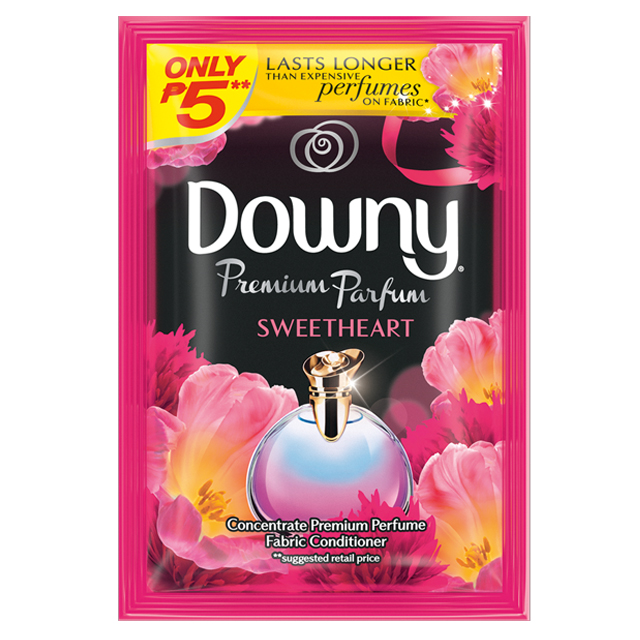 ONLY
₱5**
LASTS LONGER
THAN EXPENSIVE
perfumes
ON FABRIC*
Downy®
Premium Parfum
SWEETHEART
Concentrate Premium Perfume
Fabric Conditioner
**suggested retail price